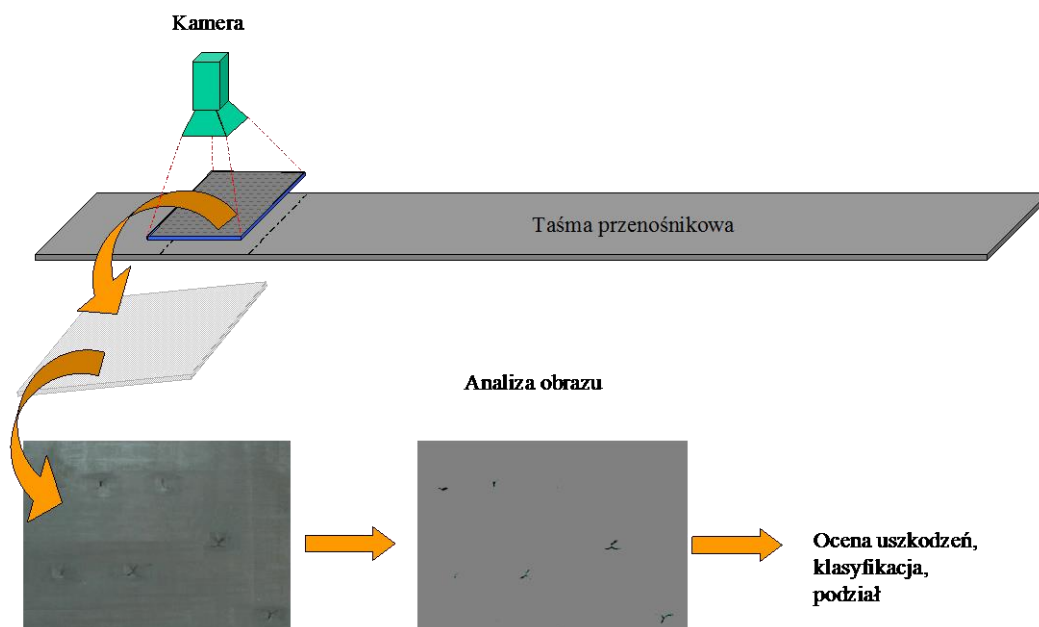 Kamera
Taśma przenośnikowa
Analiza obrazu
Ocena uszkodzeń,
klasyfikacja,
podział